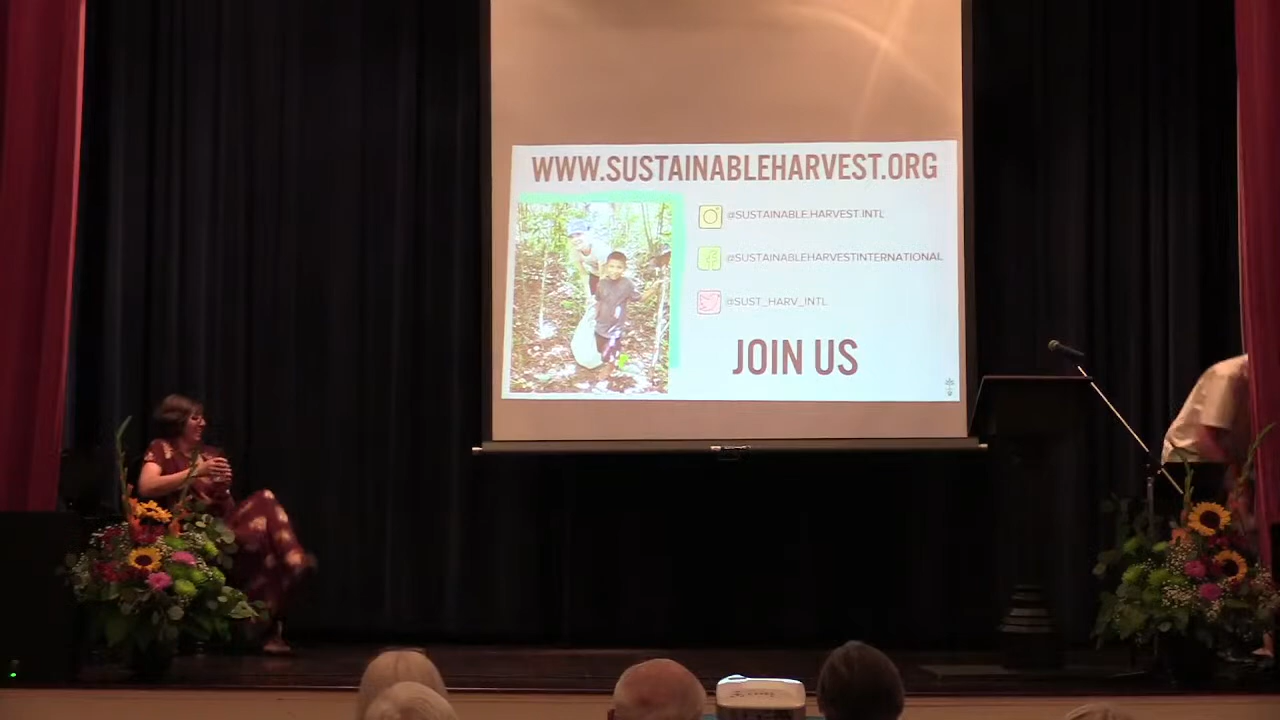 WWW.SUSTAINABLEHARVEST.ORG
@SUSTAINABLE.HARVEST.INTL
@SUSTAINABLEHARVESTINTERNATIONAL
@SUST_HARV_INTL
JOIN US